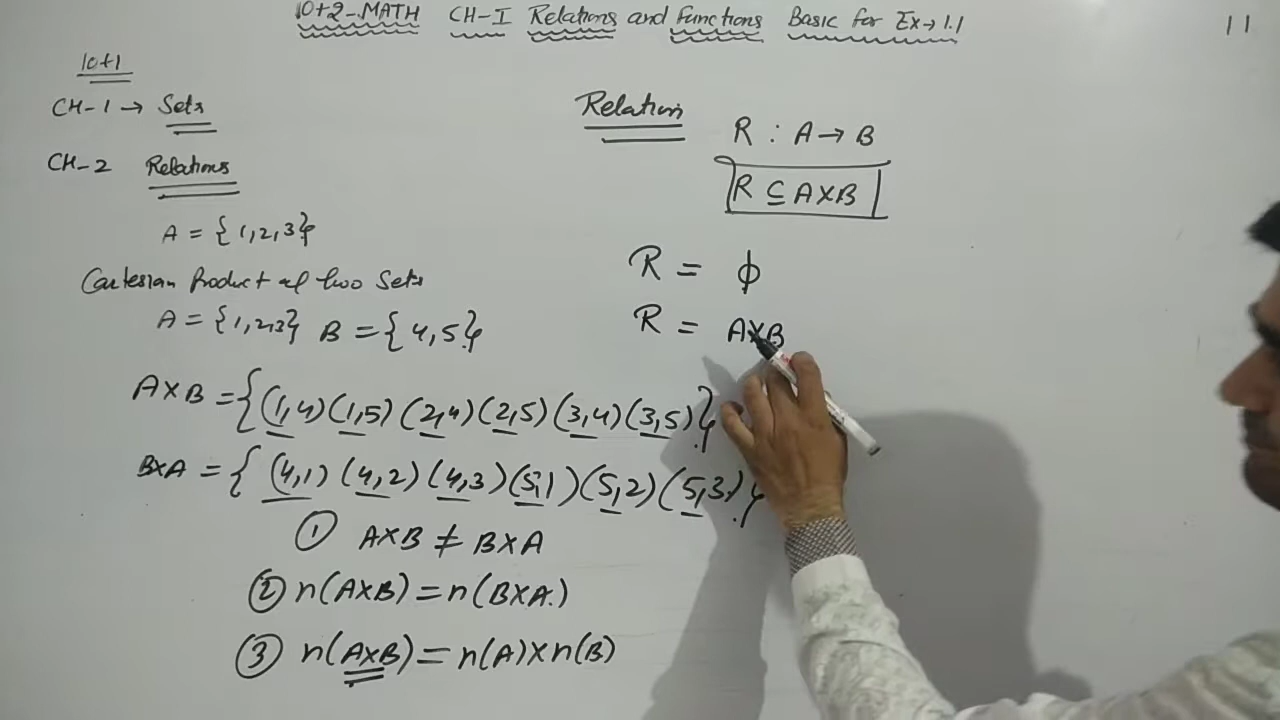 10+2-MATH CH-I Relations and functions Basic for Ex→1.1
11
10+1
CH-1 → Sets
CH-2 Relations
A = {1,2,3}
Cartesian Product of two Sets
A = {1,2,3} B = {4,5}
A×B = {(1,4)(1,5)(2,4)(2,5)(3,4)(3,5)}
B×A = {(4,1)(4,2)(4,3)(5,1)(5,2)(5,3)}
① A×B ≠ B×A
② n(A×B) = n(B×A)
③ n(A×B) = n(A)×n(B)
Relation
R : A → B
R ⊆ A×B
R = ϕ
R = A×B